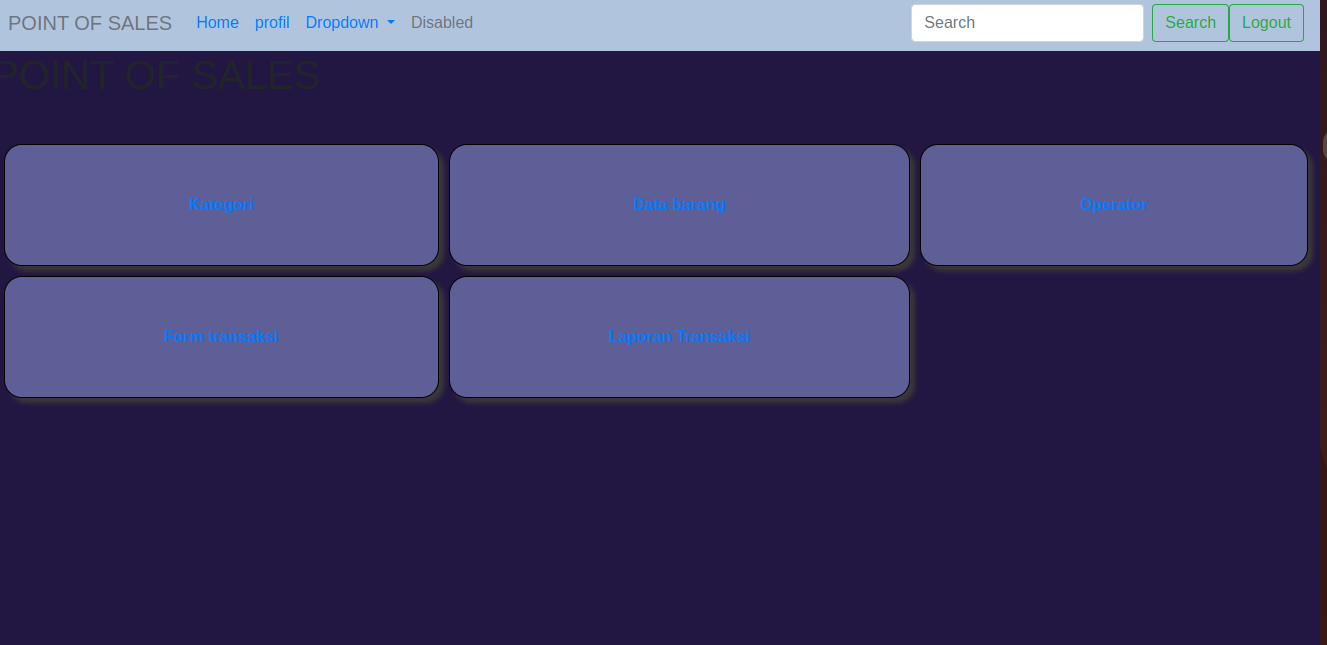 POINT OF SALES Home profil Dropdown Disabled Search Search Logout
POINT OF SALES
Kategori Data barang Operator
Form transaksi Laporan Transaksi